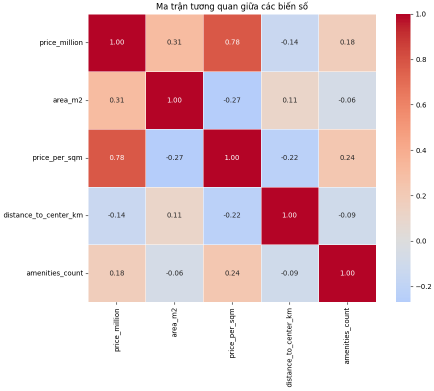 Ma trận tương quan giữa các biến số
price_million 1.00 0.31 0.78 -0.14 0.18
area_m2 0.31 1.00 -0.27 0.11 -0.06
price_per_sqm 0.78 -0.27 1.00 -0.22 0.24
distance_to_center_km -0.14 0.11 -0.22 1.00 -0.09
amenities_count 0.18 -0.06 0.24 -0.09 1.00
price_million
area_m2
price_per_sqm
distance_to_center_km
amenities_count
1.0
0.8
0.6
0.4
0.2
0.0
−0.2